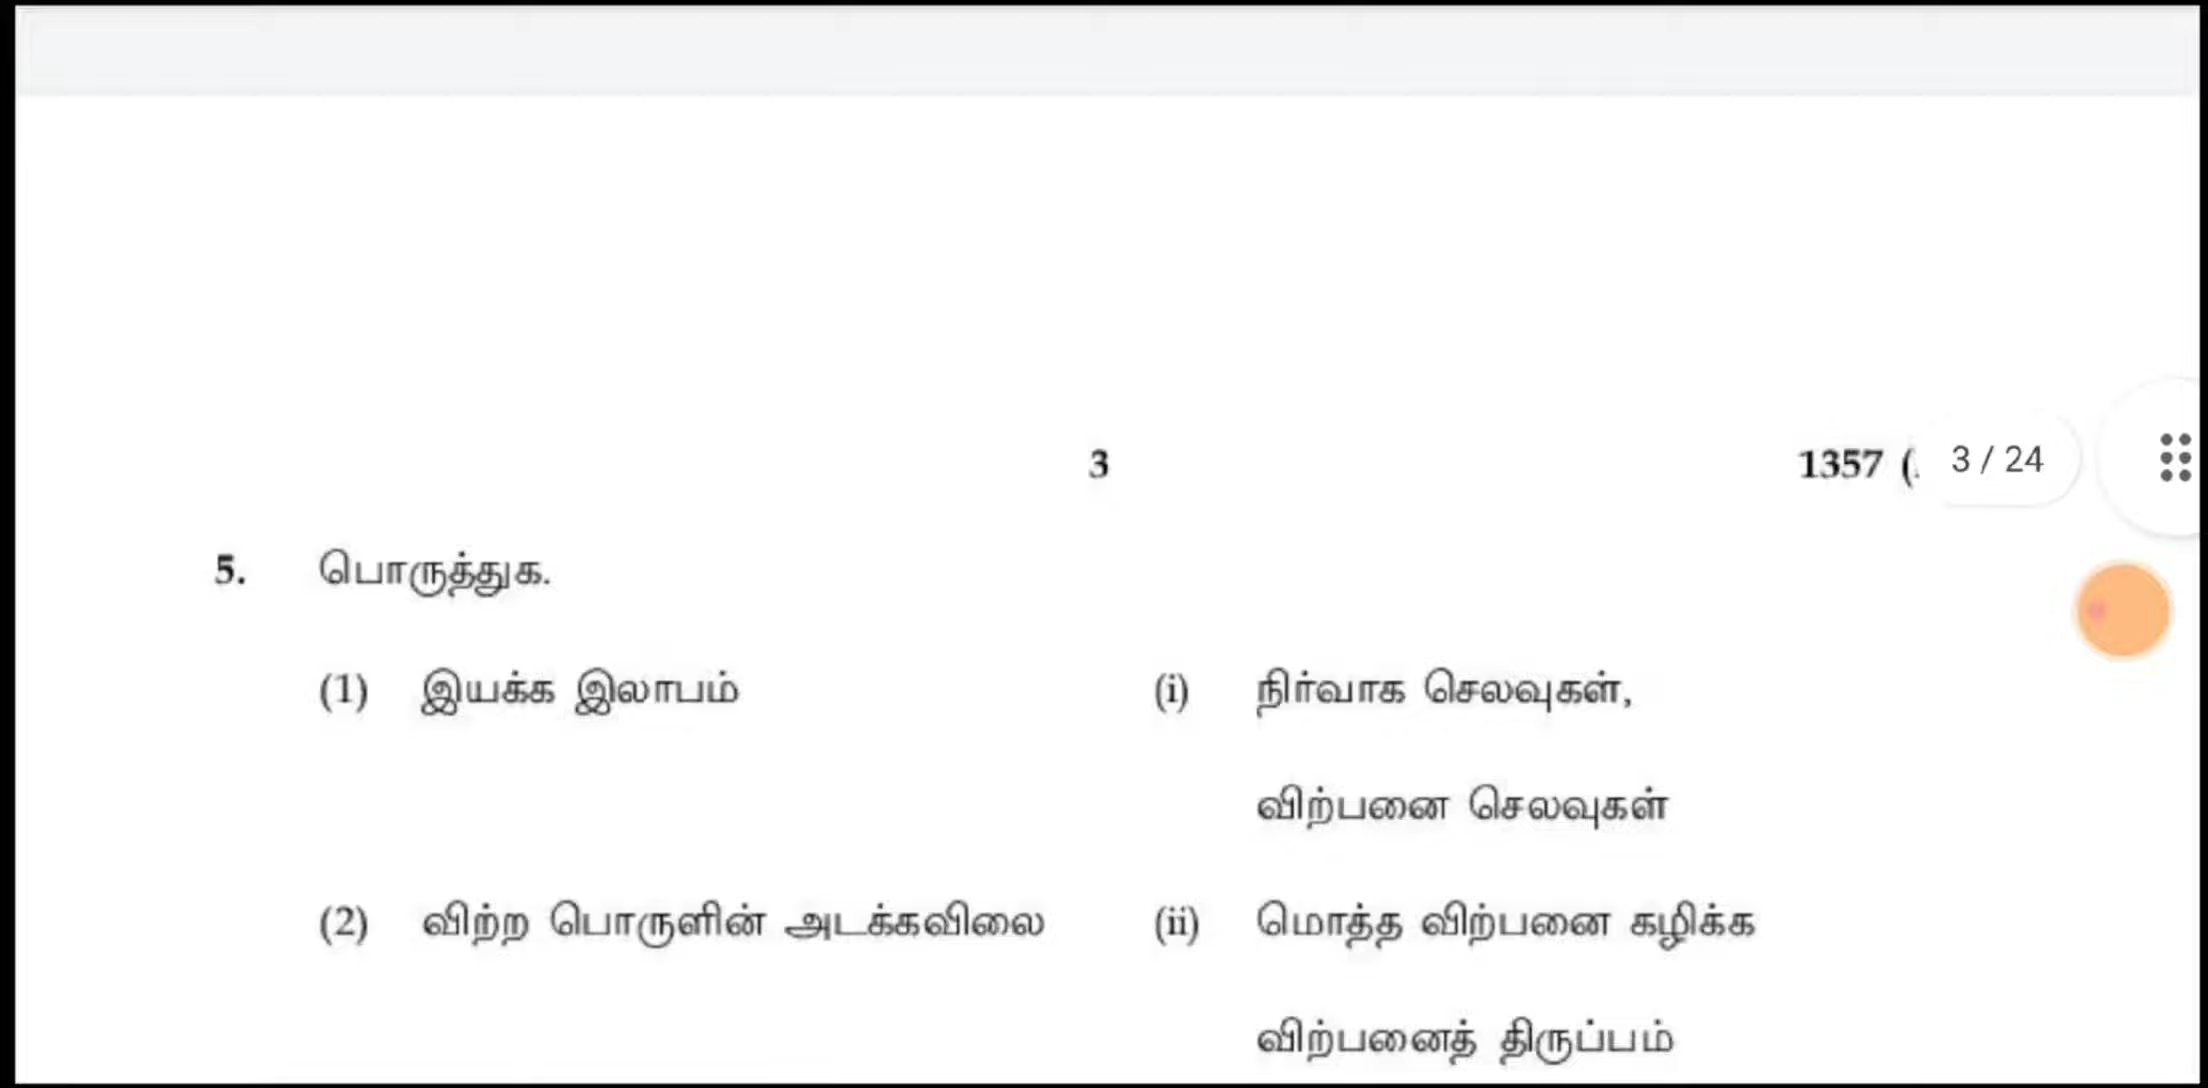 3 1357 (. 3 / 24
5. பொருத்துக.
(1) இயக்க இலாபம் (i) நிர்வாக செலவுகள்,
விற்பனை செலவுகள்
(2) விற்ற பொருளின் அடக்கவிலை (ii) மொத்த விற்பனை கழிக்க
விற்பனைத் திருப்பம்